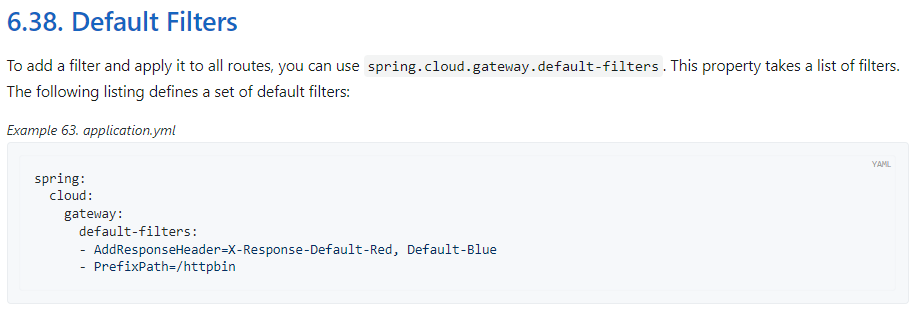 6.38. Default Filters
To add a filter and apply it to all routes, you can use spring.cloud.gateway.default-filters. This property takes a list of filters.
The following listing defines a set of default filters:
Example 63. application.yml
YAML
spring:
  cloud:
    gateway:
      default-filters:
      - AddResponseHeader=X-Response-Default-Red, Default-Blue
      - PrefixPath=/httpbin